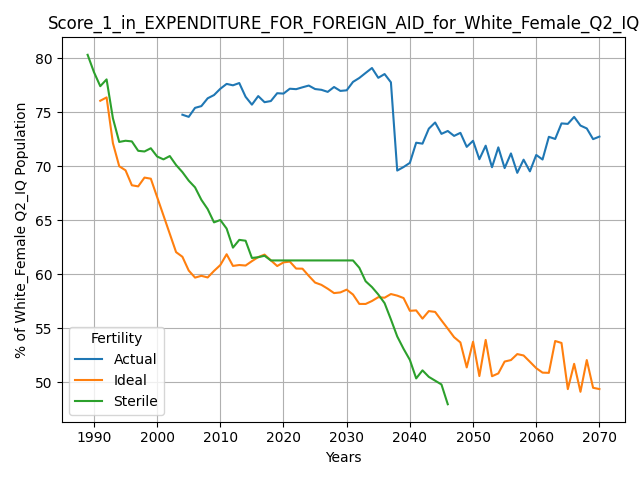 Score_1_in_EXPENDITURE_FOR_FOREIGN_AID_for_White_Female_Q2_IQ
% of White_Female Q2_IQ Population
80
75
70
65
60
55
50
Fertility
Actual
Ideal
Sterile
1990 2000 2010 2020 2030 2040 2050 2060 2070
Years